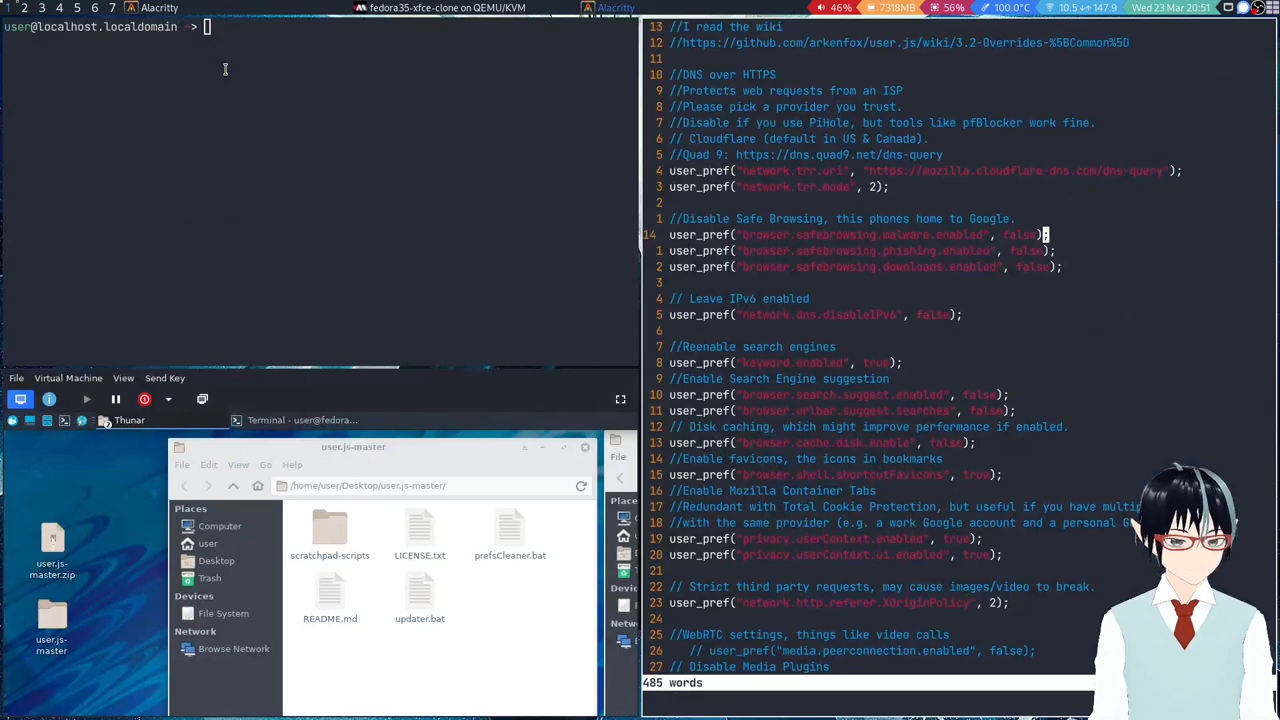 1 2 3 4 5 6 7 Alacritty fedora35-xfce-clone on QEMU/KVM Alacritty 46% 7318MB 56% 100.0°C 10.5 147.9 Wed 23 Mar 20:51
user@localhost.localdomain ->
13 //I read the wiki
12 //https://github.com/arkenfox/user.js/wiki/3.2-Overrides-%5BCommon%5D
11
10 //DNS over HTTPS
9 //Protects web requests from an ISP
8 //Please pick a provider you trust.
7 //Disable if you use PiHole, but tools like pfBlocker work fine.
6 // Cloudflare (default in US & Canada).
5 //Quad 9: https://dns.quad9.net/dns-query
4 user_pref("network.trr.uri", "https://mozilla.cloudflare-dns.com/dns-query");
3 user_pref("network.trr.mode", 2);
2
1 //Disable Safe Browsing, this phones home to Google.
14 user_pref("browser.safebrowsing.malware.enabled", false);
1 user_pref("browser.safebrowsing.phishing.enabled", false);
2 user_pref("browser.safebrowsing.downloads.enabled", false);
3
4 // Leave IPv6 enabled
5 user_pref("network.dns.disableIPv6", false);
6
7 //Reenable search engines
8 user_pref("keyword.enabled", true);
9 //Enable Search Engine suggestion
10 user_pref("browser.search.suggest.enabled", false);
11 user_pref("browser.urlbar.suggest.searches", false);
12 // Disk caching, which might improve performance if enabled.
13 user_pref("browser.cache.disk.enable", false);
14 //Enable favicons, the icons in bookmarks
15 user_pref("browser.shell.shortcutFavicons", true);
16 //Enable Mozilla Container Tabs
17 //Redundant with Total Cookie Protection, but useful if you have
18 //with the same provider (e.g. a work Google account and a personal
19 user_pref("privacy.userContext.enabled", true);
20 user_pref("privacy.userContext.ui.enabled", true);
21
22 // Strict third party requests, may cause images/video to break.
23 user_pref("network.http.referer.XOriginPolicy", 2);
24
25 //WebRTC settings, things like video calls
26 // user_pref("media.peerconnection.enabled", false);
27 // Disable Media Plugins
485 words
File Virtual Machine View Send Key
Thunar Terminal - user@fedora...
user.js-master.zip
user.js-master
user.js-master
File Edit View Go Help
/home/user/Desktop/user.js-master/
Places
Computer
user
Desktop
Trash
Devices
File System
Network
Browse Network
scratchpad-scripts LICENSE.txt prefsCleaner.bat
README.md updater.bat
File